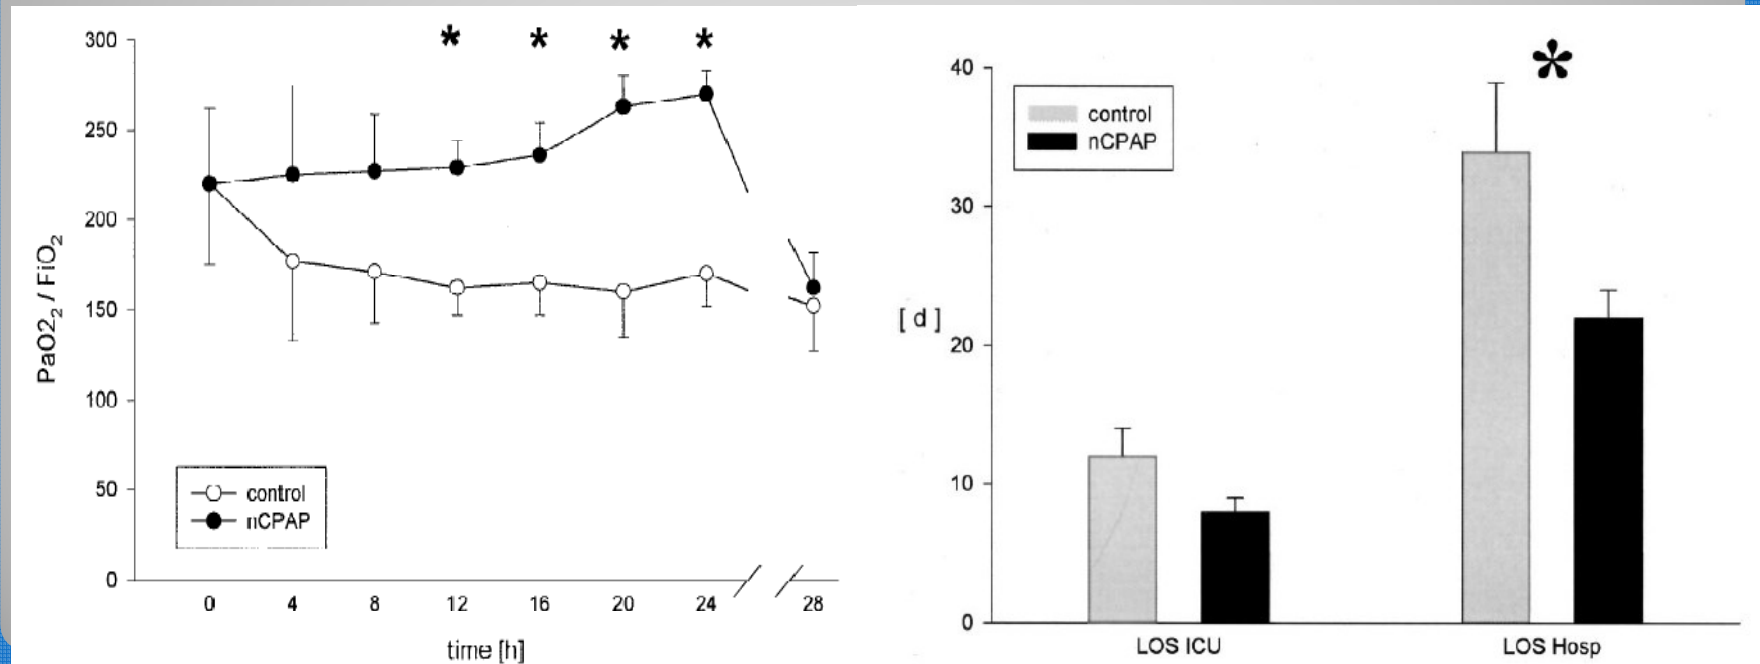 300
250
200
150
100
50
0
PaO2₂ / FiO₂
* * * *
control
nCPAP
0 4 8 12 16 20 24 28
time [h]
40
30
20
10
0
[ d ]
*
control
nCPAP
LOS ICU LOS Hosp